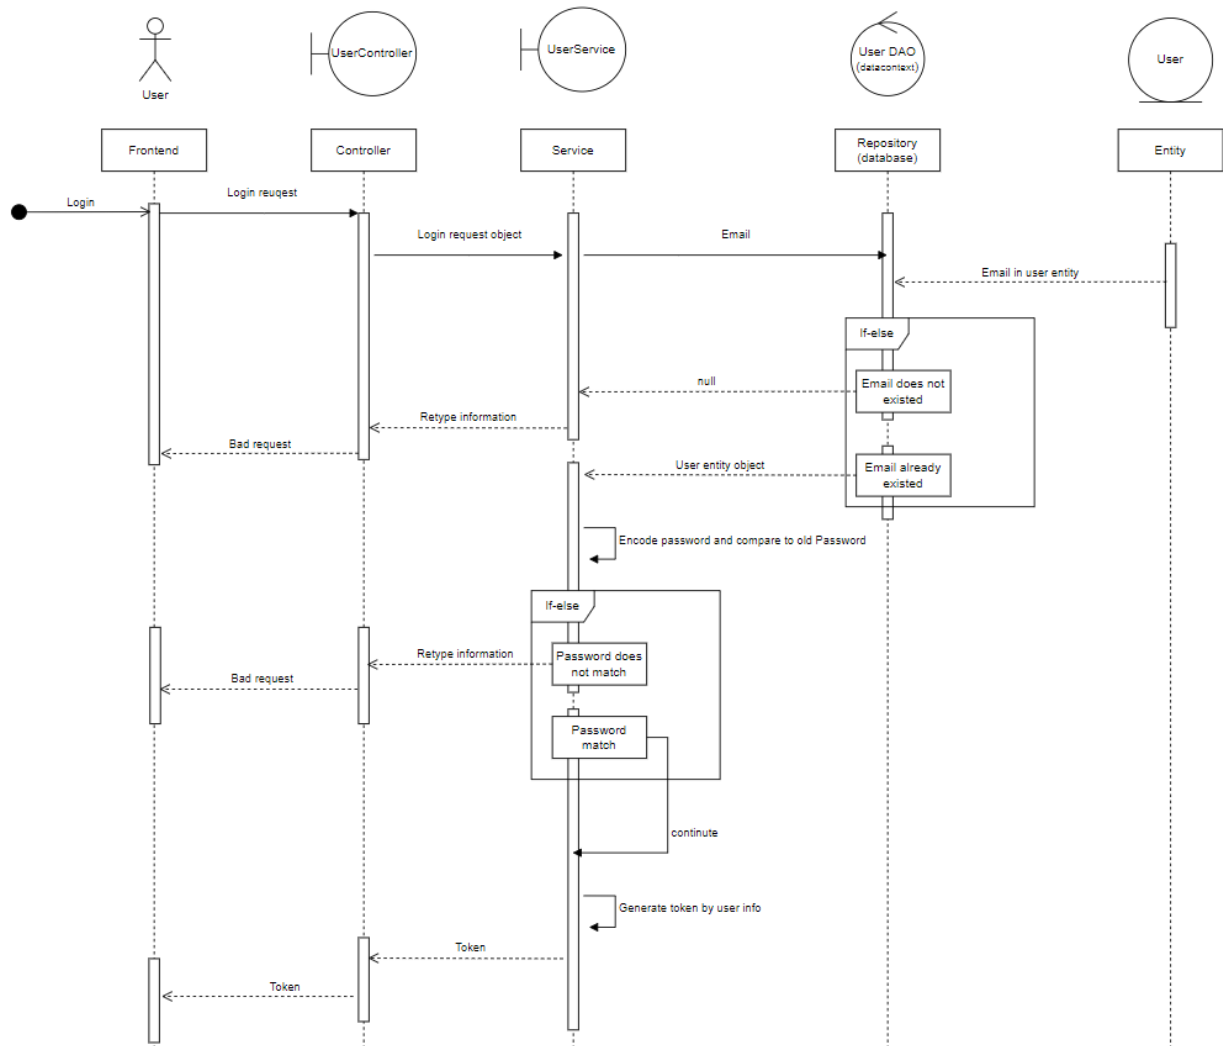 User
UserController
UserService
User DAO
(datacontext)
User
Frontend
Controller
Service
Repository
(database)
Entity
Login
Login reuqest
Login request object
Email
Email in user entity
If-else
Email does not
existed
null
Retype information
Bad request
Email already
existed
User entity object
Encode password and compare to old Password
If-else
Password does
not match
Retype information
Bad request
Password
match
continute
Generate token by user info
Token
Token